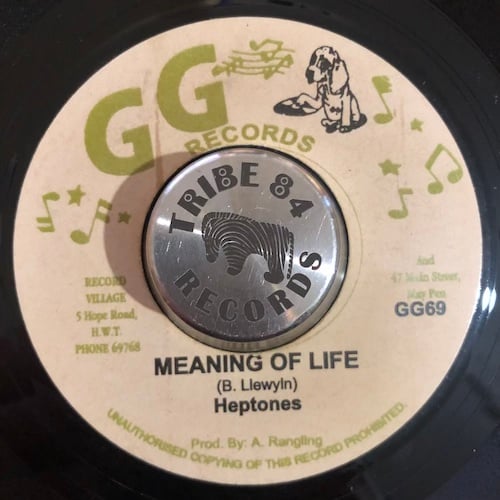 GG
RECORDS
TRIBE 84
RECORDS
RECORD
VILLAGE
5 Hope Road,
H.W.T.
PHONE 69768
And
47 Main Street,
May Pen
GG69
MEANING OF LIFE
(B. Llewyln)
Heptones
Prod. By: A. Rangling
UNAUTHORISED COPYING OF THIS RECORD PROHIBITED.